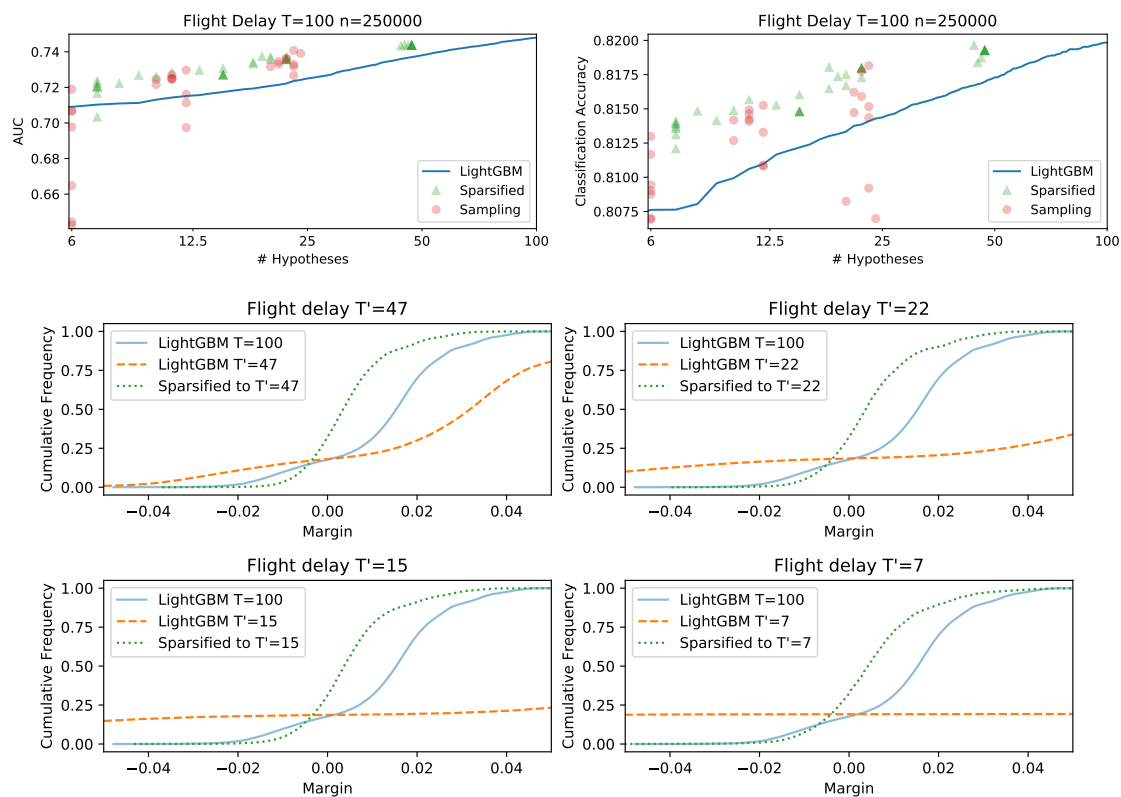 Flight Delay T=100 n=250000
AUC
0.74
0.72
0.70
0.68
0.66
LightGBM
Sparsified
Sampling
6
12.5
25
50
100
# Hypotheses
Flight Delay T=100 n=250000
Classification Accuracy
0.8200
0.8175
0.8150
0.8125
0.8100
0.8075
LightGBM
Sparsified
Sampling
6
12.5
25
50
100
# Hypotheses
Flight delay T'=47
Cumulative Frequency
1.00
0.75
0.50
0.25
0.00
LightGBM T=100
LightGBM T'=47
Sparsified to T'=47
−0.04
−0.02
0.00
0.02
0.04
Margin
Flight delay T'=22
Cumulative Frequency
1.00
0.75
0.50
0.25
0.00
LightGBM T=100
LightGBM T'=22
Sparsified to T'=22
−0.04
−0.02
0.00
0.02
0.04
Margin
Flight delay T'=15
Cumulative Frequency
1.00
0.75
0.50
0.25
0.00
LightGBM T=100
LightGBM T'=15
Sparsified to T'=15
−0.04
−0.02
0.00
0.02
0.04
Margin
Flight delay T'=7
Cumulative Frequency
1.00
0.75
0.50
0.25
0.00
LightGBM T=100
LightGBM T'=7
Sparsified to T'=7
−0.04
−0.02
0.00
0.02
0.04
Margin